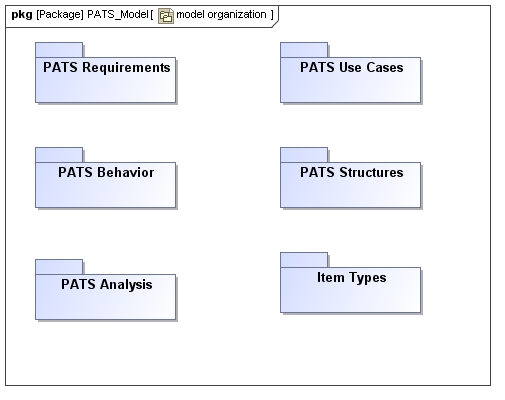 pkg [Package] PATS_Model [ model organization ]
PATS Requirements
PATS Use Cases
PATS Behavior
PATS Structures
PATS Analysis
Item Types